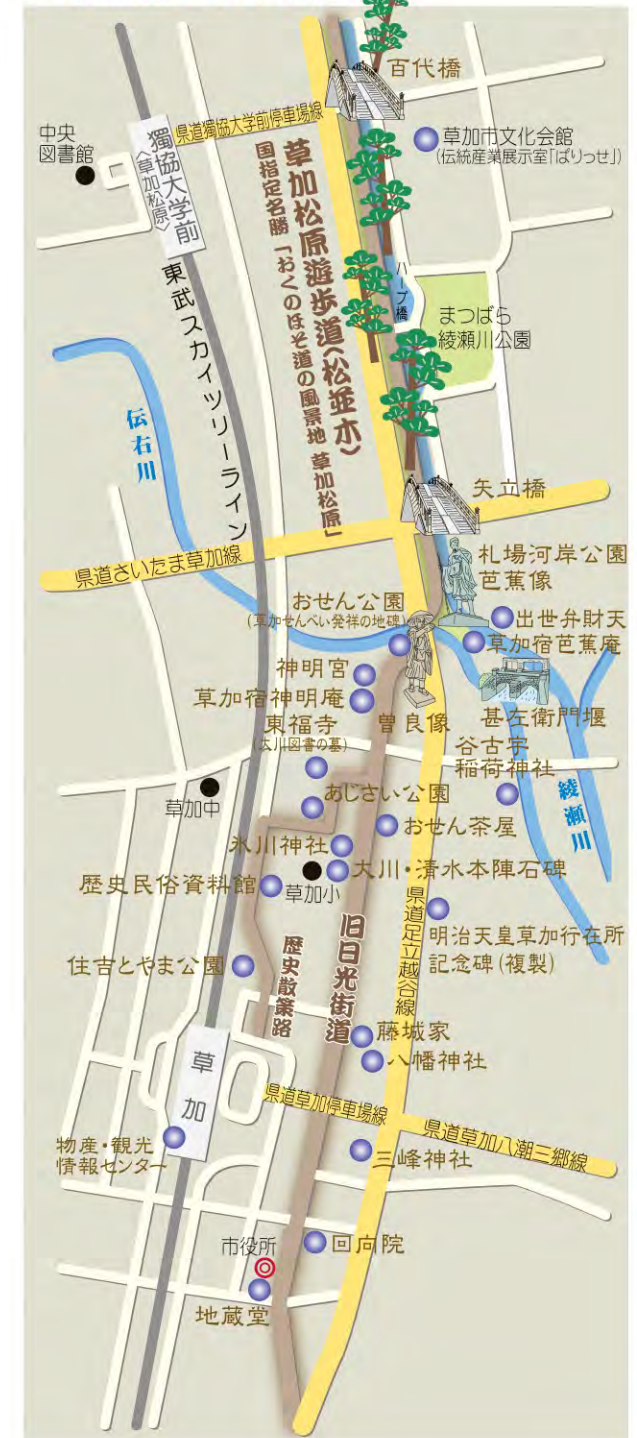 百代橋
県道獨協大学前停車場線
中央
図書館
獨協大学前
〈草加松原〉
草加市文化会館
(伝統産業展示室「ぱりっせ」)
草加松原遊歩道〈松並木〉
国指定名勝「おくのほそ道の風景地 草加松原」
ハープ橋
まつばら
綾瀬川公園
東武スカイツリーライン
伝右川
矢立橋
県道さいたま草加線
札場河岸公園
芭蕉像
おせん公園
(草加せんべい発祥の地碑)
出世弁財天
草加宿芭蕉庵
神明宮
草加宿神明庵
曽良像
甚左衛門堰
東福寺
(大川図書の墓)
谷古宇
稲荷神社
綾瀬川
草加中
あじさい公園
おせん茶屋
氷川神社
大川・清水本陣石碑
歴史民俗資料館
草加小
県道足立越谷線
明治天皇草加行在所
記念碑(複製)
旧日光街道
歴史散策路
住吉とやま公園
藤城家
八幡神社
草加
県道草加停車場線
県道草加八潮三郷線
物産・観光
情報センター
三峰神社
市役所
回向院
地蔵堂